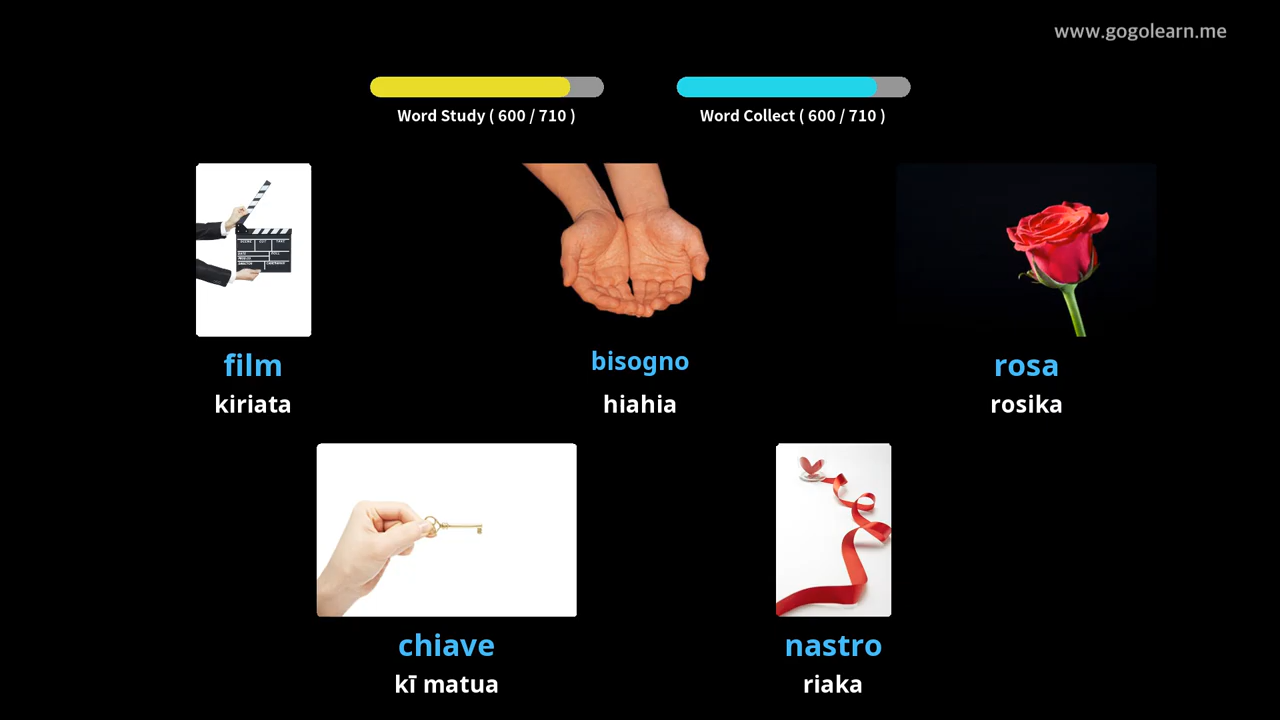 www.gogolearn.me
Word Study ( 600 / 710 )
Word Collect ( 600 / 710 )
film
kiriata
bisogno
hiahia
rosa
rosika
chiave
kī matua
nastro
riaka